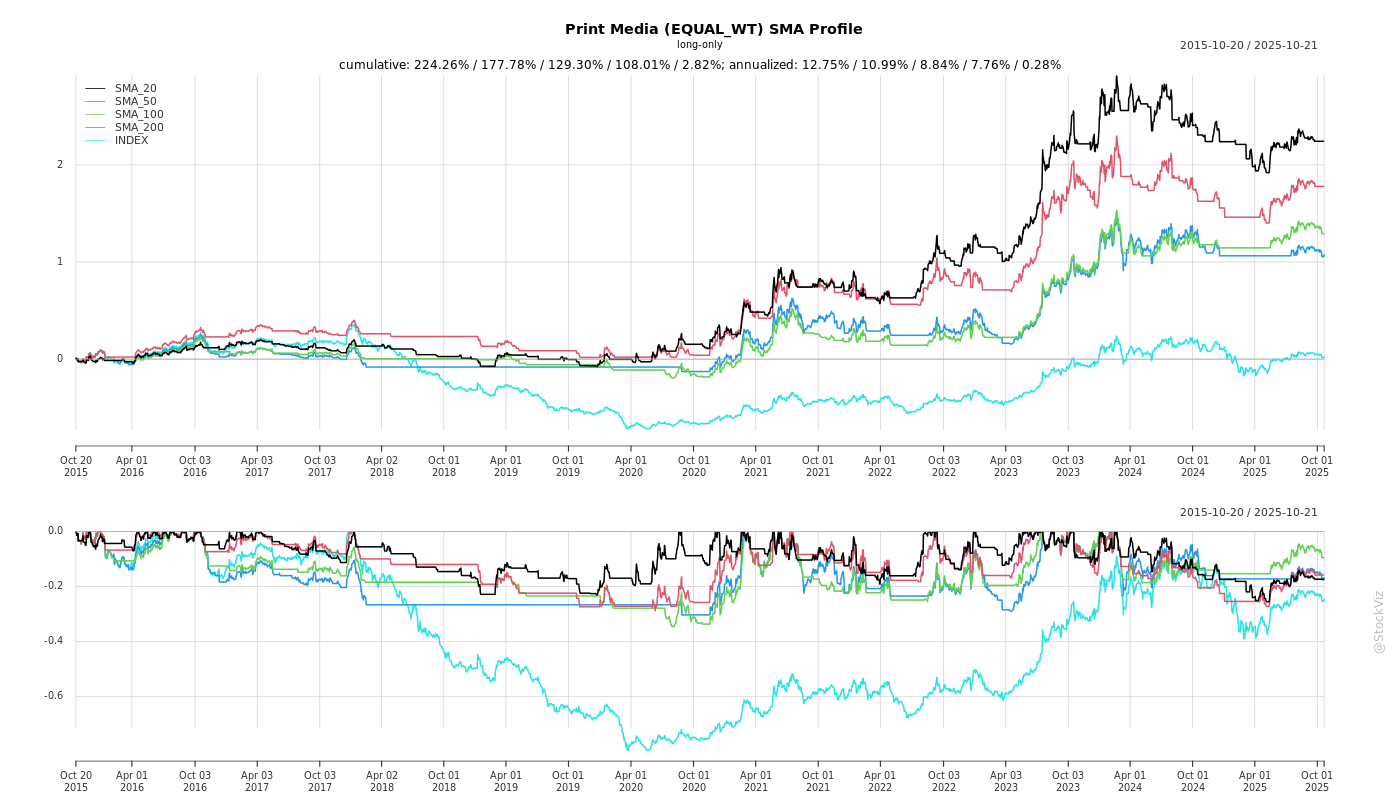 Print Media (EQUAL_WT) SMA Profile
long-only
2015-10-20 / 2025-10-21
cumulative: 224.26% / 177.78% / 129.30% / 108.01% / 2.82%; annualized: 12.75% / 10.99% / 8.84% / 7.76% / 0.28%
SMA_20
SMA_50
SMA_100
SMA_200
INDEX
2
1
0
Oct 20 Apr 01 Oct 03 Apr 03 Oct 03 Apr 02 Oct 01 Apr 01 Oct 01 Apr 01 Oct 01 Apr 01 Oct 01 Apr 01 Oct 03 Apr 03 Oct 03 Apr 01 Oct 01 Apr 01 Oct 01
2015 2016 2016 2017 2017 2018 2018 2019 2019 2020 2020 2021 2021 2022 2022 2023 2023 2024 2024 2025 2025
2015-10-20 / 2025-10-21
0.0
-0.2
-0.4
-0.6
Oct 20 Apr 01 Oct 03 Apr 03 Oct 03 Apr 02 Oct 01 Apr 01 Oct 01 Apr 01 Oct 01 Apr 01 Oct 01 Apr 01 Oct 03 Apr 03 Oct 03 Apr 01 Oct 01 Apr 01 Oct 01
2015 2016 2016 2017 2017 2018 2018 2019 2019 2020 2020 2021 2021 2022 2022 2023 2023 2024 2024 2025 2025
@StockViz